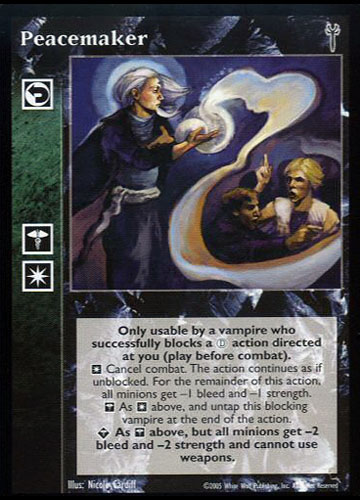 Peacemaker
Only usable by a vampire who
successfully blocks a D action directed
at you (play before combat).
Cancel combat. The action continues as if
unblocked. For the remainder of this action,
all minions get –1 bleed and –1 strength.
As above, and untap this blocking
vampire at the end of the action.
As above, but all minions get –2
bleed and –2 strength and cannot use
weapons.
Illus: Nicole Cardiff ©2005 White Wolf Publishing, Inc. All Rights Reserved